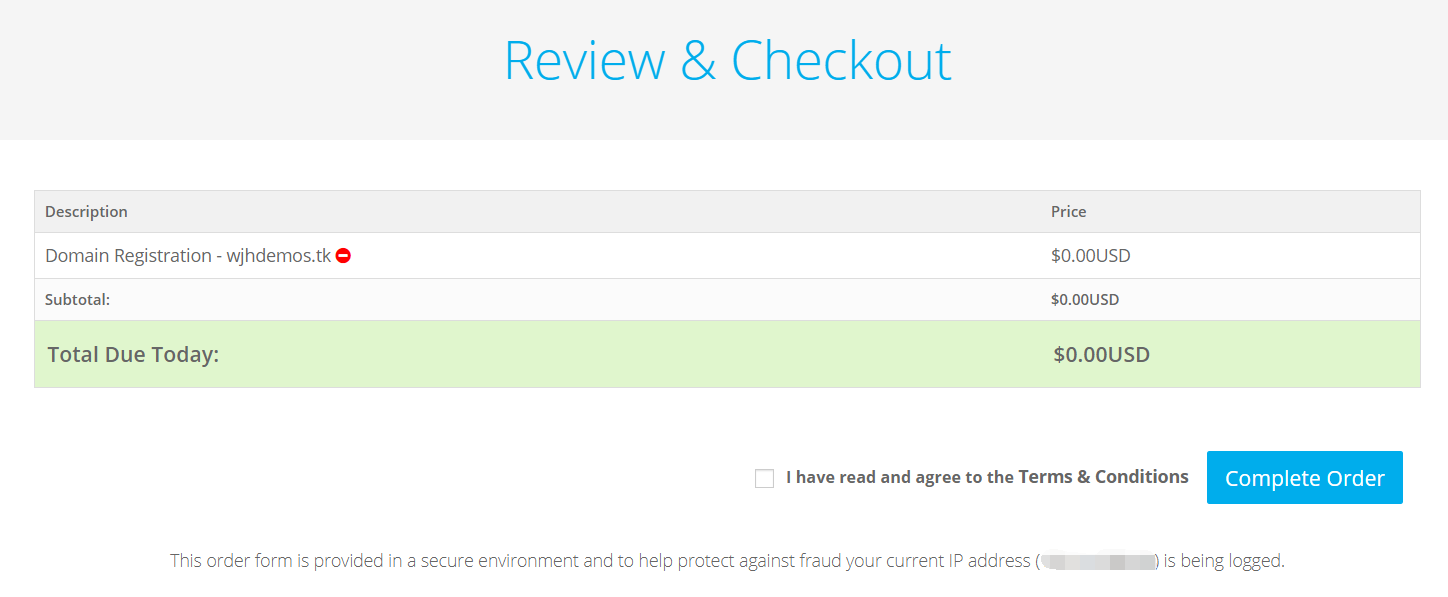 Review & Checkout
Description Price
Domain Registration - wjhdemos.tk $0.00USD
Subtotal: $0.00USD
Total Due Today: $0.00USD
I have read and agree to the Terms & Conditions Complete Order
This order form is provided in a secure environment and to help protect against fraud your current IP address ( ) is being logged.